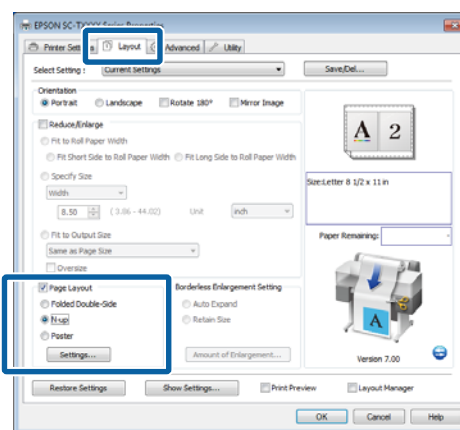 EPSON SC-TXXXX Series Properties
Printer Settings Layout Advanced Utility
Select Setting : Current Settings Save/Del...
Orientation
Portrait Landscape Rotate 180° Mirror Image
Reduce/Enlarge
Fit to Roll Paper Width
Fit Short Side to Roll Paper Width Fit Long Side to Roll Paper Width
A 2
Specify Size
Width
Size:Letter 8 1/2 x 11 in
8.50 ( 3.86 - 44.02) Unit inch
Fit to Output Size
Paper Remaining:
Same as Page Size
Oversize
Page Layout Borderless Enlargement Setting
Folded Double-Side Auto Expand
N-up Retain Size
A
Poster
Settings... Amount of Enlargement...
Version 7.00
Restore Settings Show Settings... Print Preview Layout Manager
OK Cancel Help